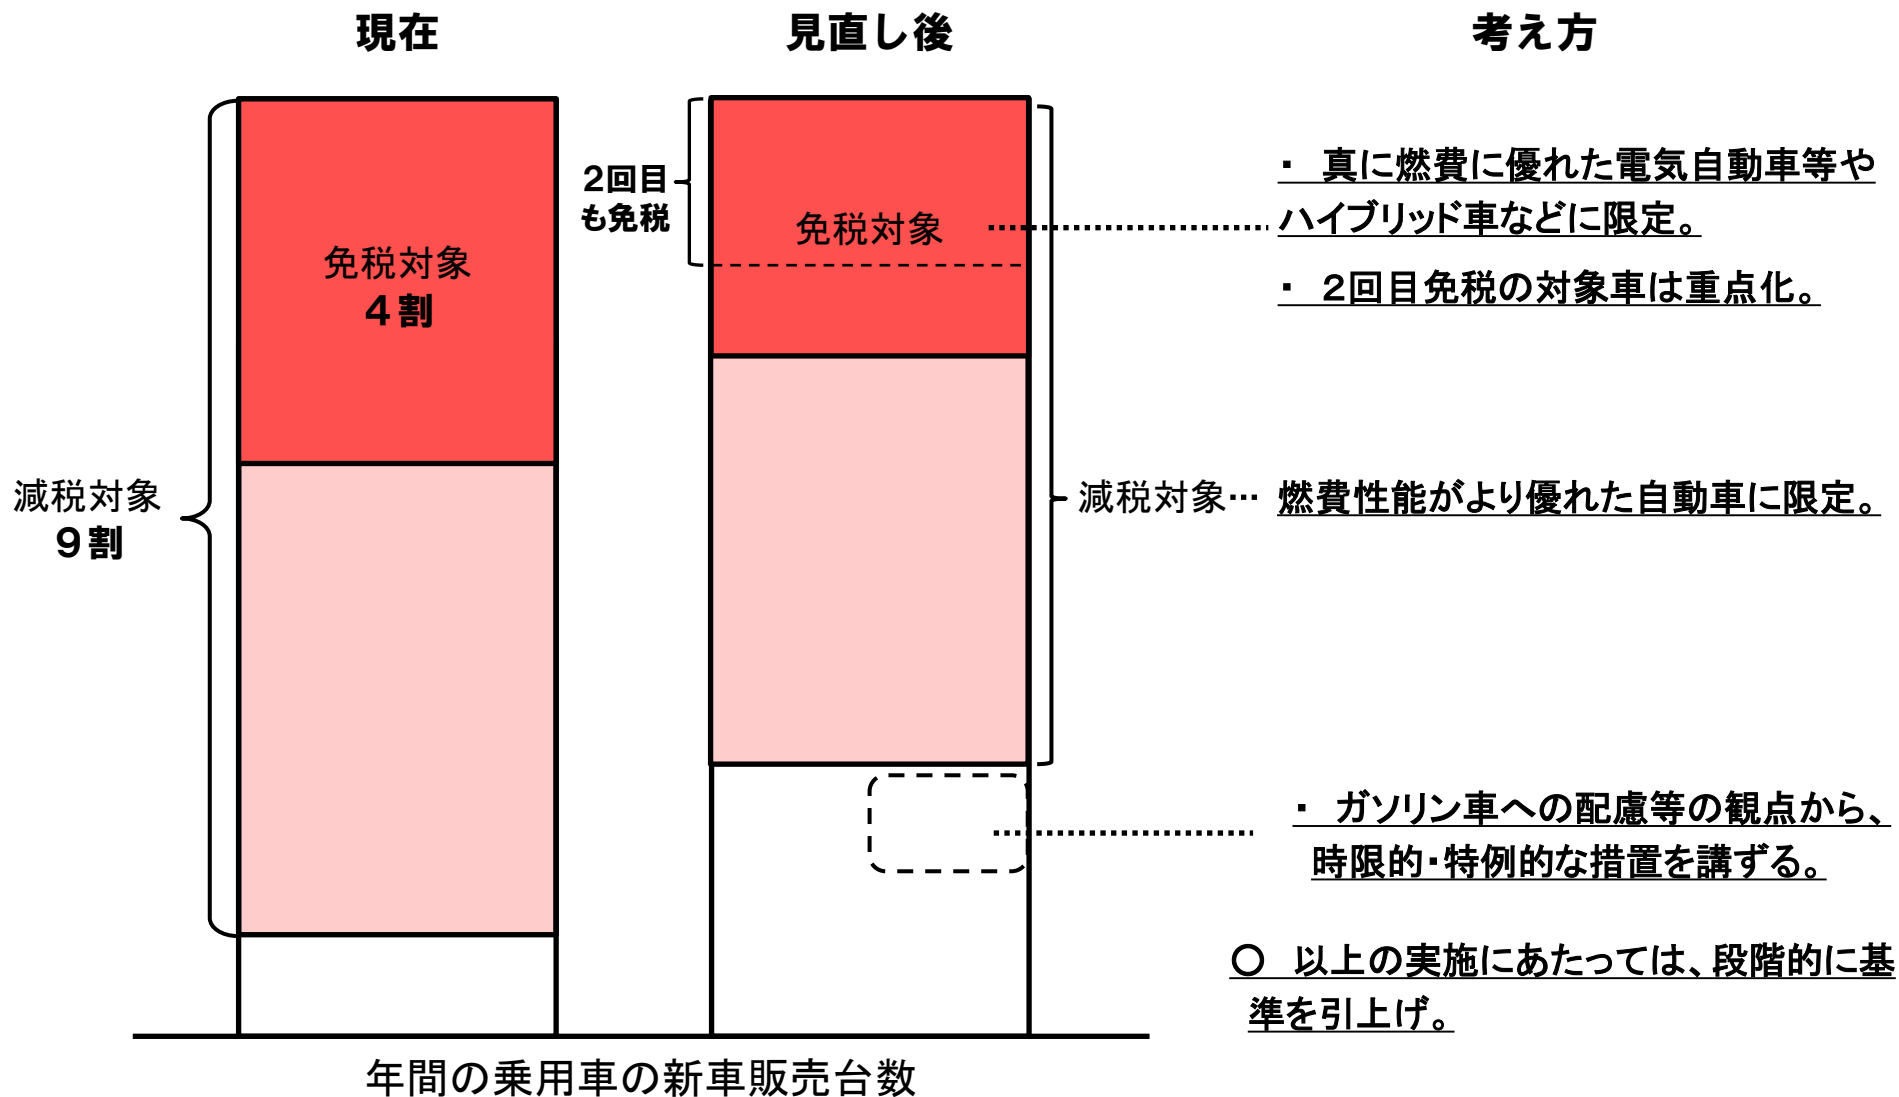 現在
見直し後
考え方
免税対象
４割
減税対象
９割
２回目
も免税
免税対象
減税対象…
・　真に燃費に優れた電気自動車等や
ハイブリッド車などに限定。
・　２回目免税の対象車は重点化。
燃費性能がより優れた自動車に限定。
・　ガソリン車への配慮等の観点から、
時限的・特例的な措置を講ずる。
〇　以上の実施にあたっては、段階的に基
準を引上げ。
年間の乗用車の新車販売台数